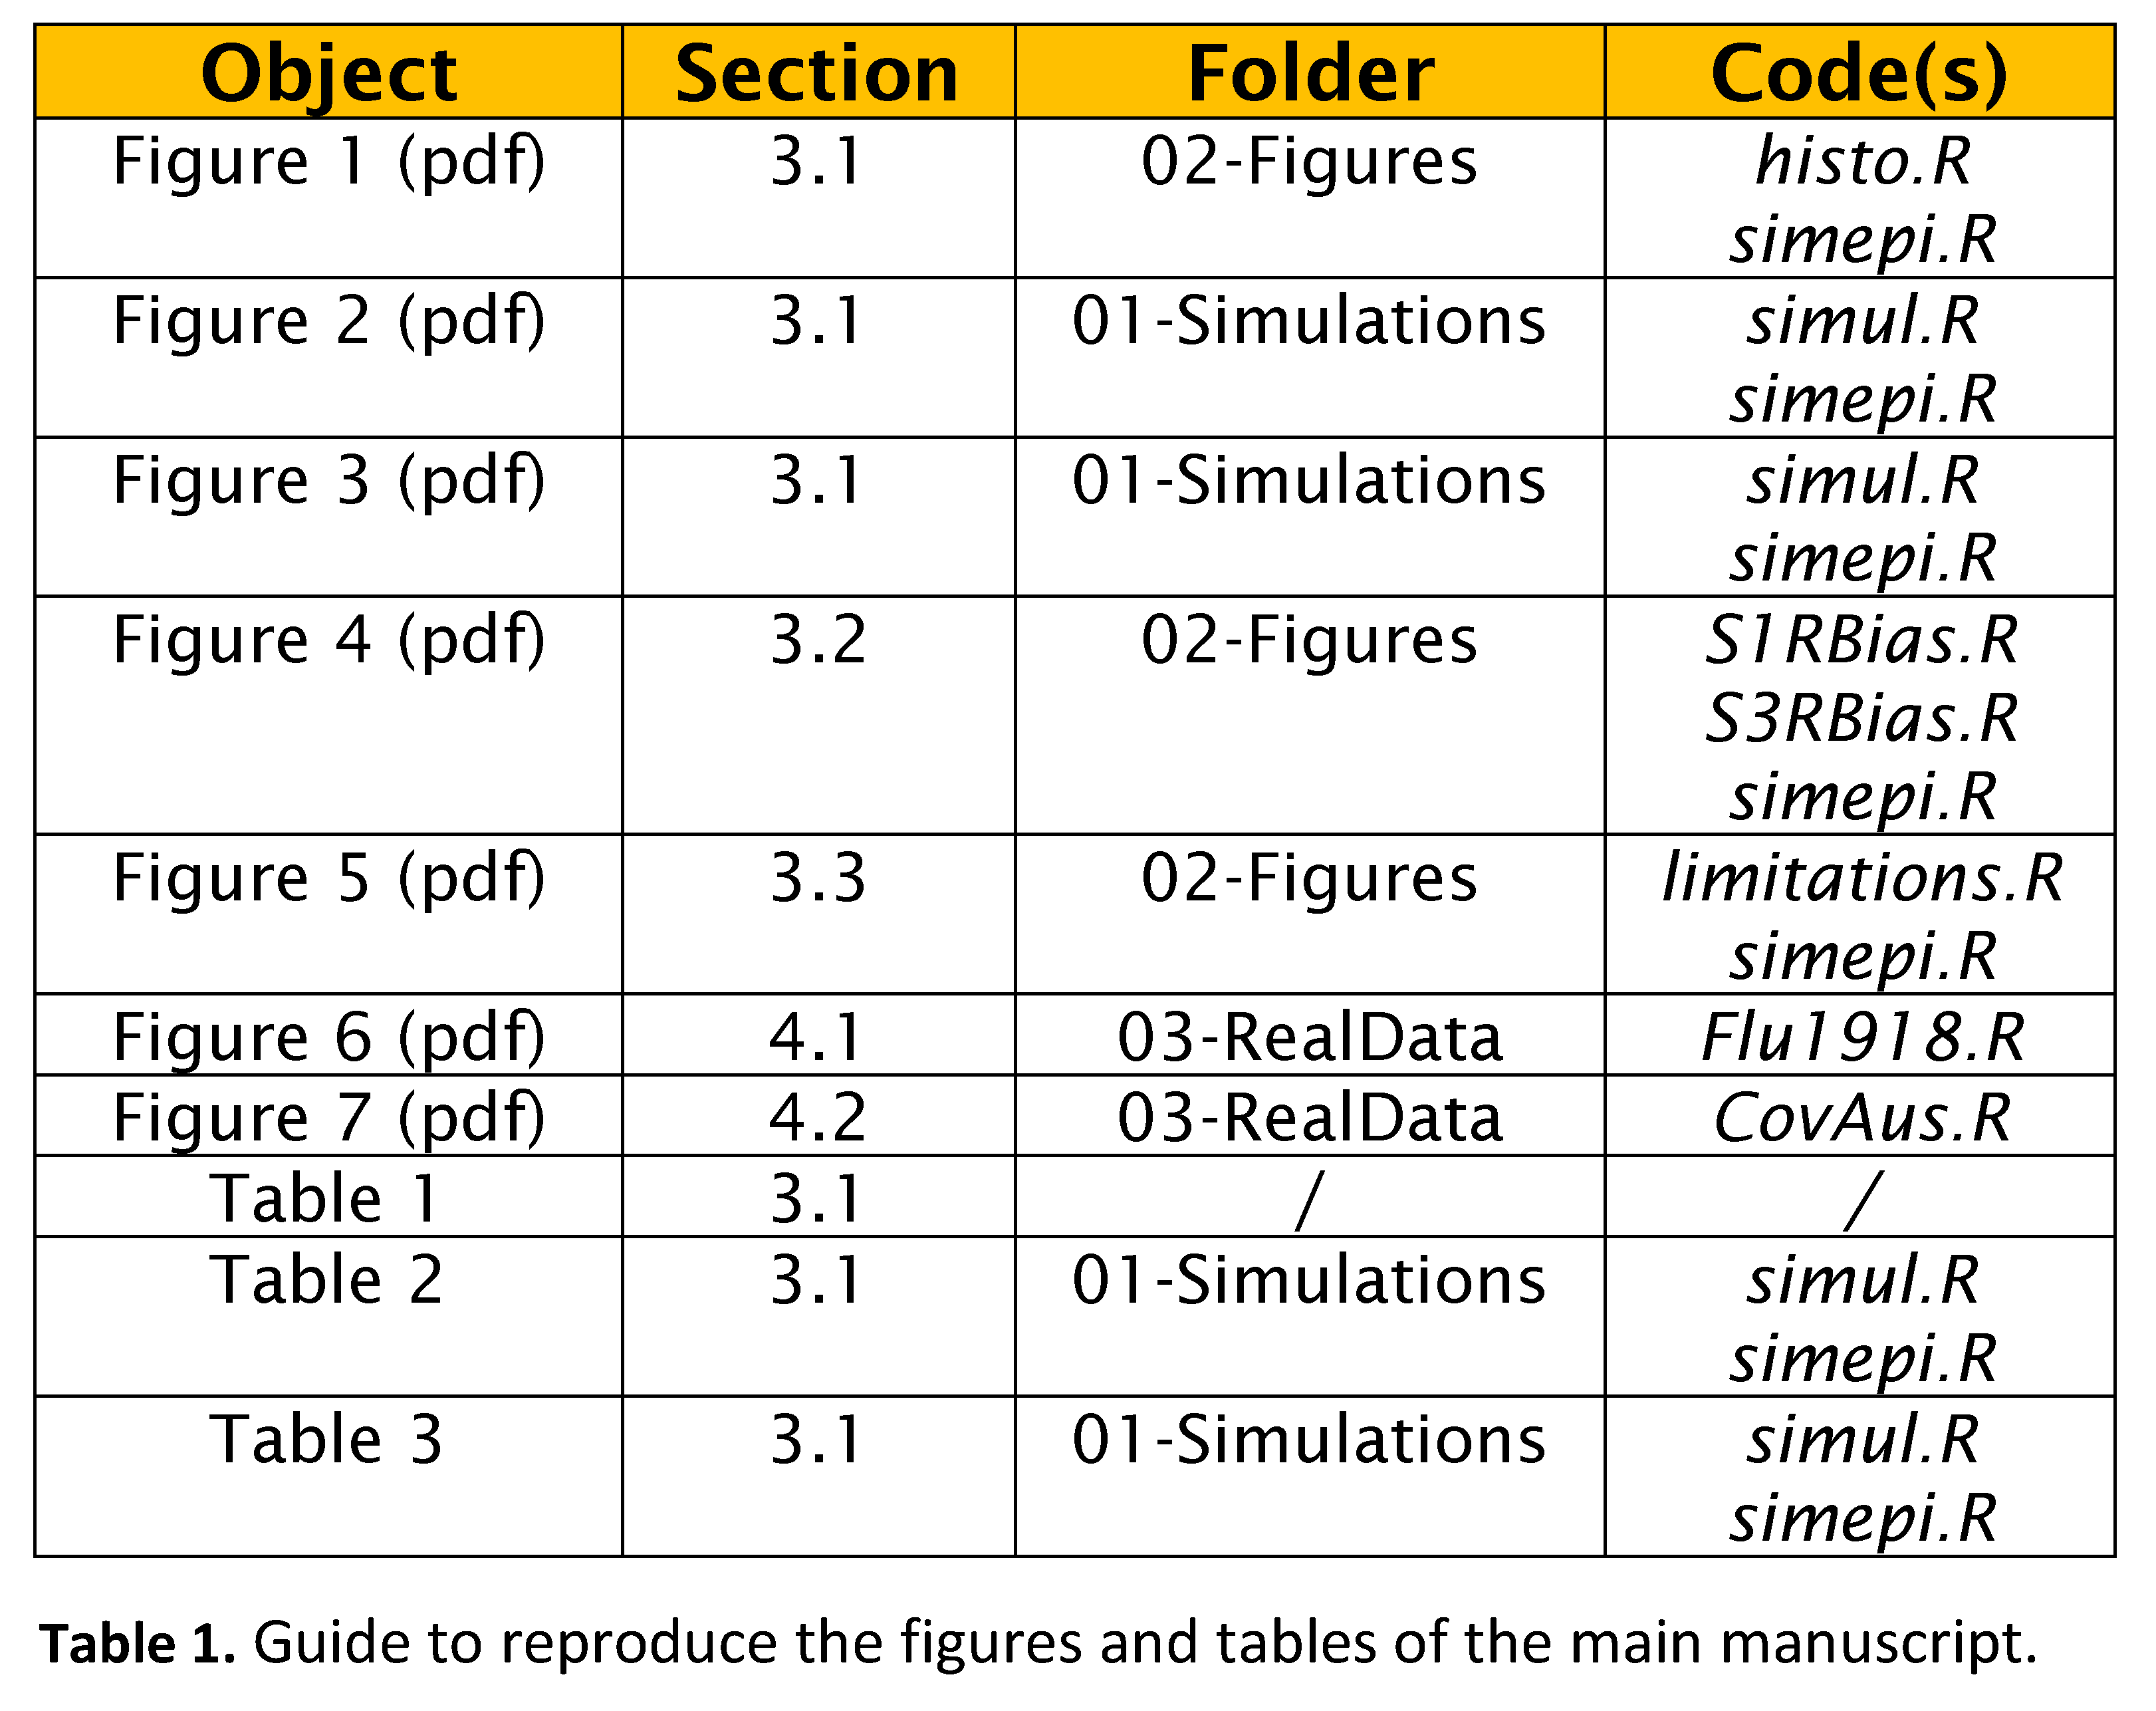 Object Section Folder Code(s)
Figure 1 (pdf) 3.1 02-Figures histo.R
simepi.R
Figure 2 (pdf) 3.1 01-Simulations simul.R
simepi.R
Figure 3 (pdf) 3.1 01-Simulations simul.R
simepi.R
Figure 4 (pdf) 3.2 02-Figures S1RBias.R
S3RBias.R
simepi.R
Figure 5 (pdf) 3.3 02-Figures limitations.R
simepi.R
Figure 6 (pdf) 4.1 03-RealData Flu1918.R
Figure 7 (pdf) 4.2 03-RealData CovAus.R
Table 1 3.1 / /
Table 2 3.1 01-Simulations simul.R
simepi.R
Table 3 3.1 01-Simulations simul.R
simepi.R
Table 1. Guide to reproduce the figures and tables of the main manuscript.